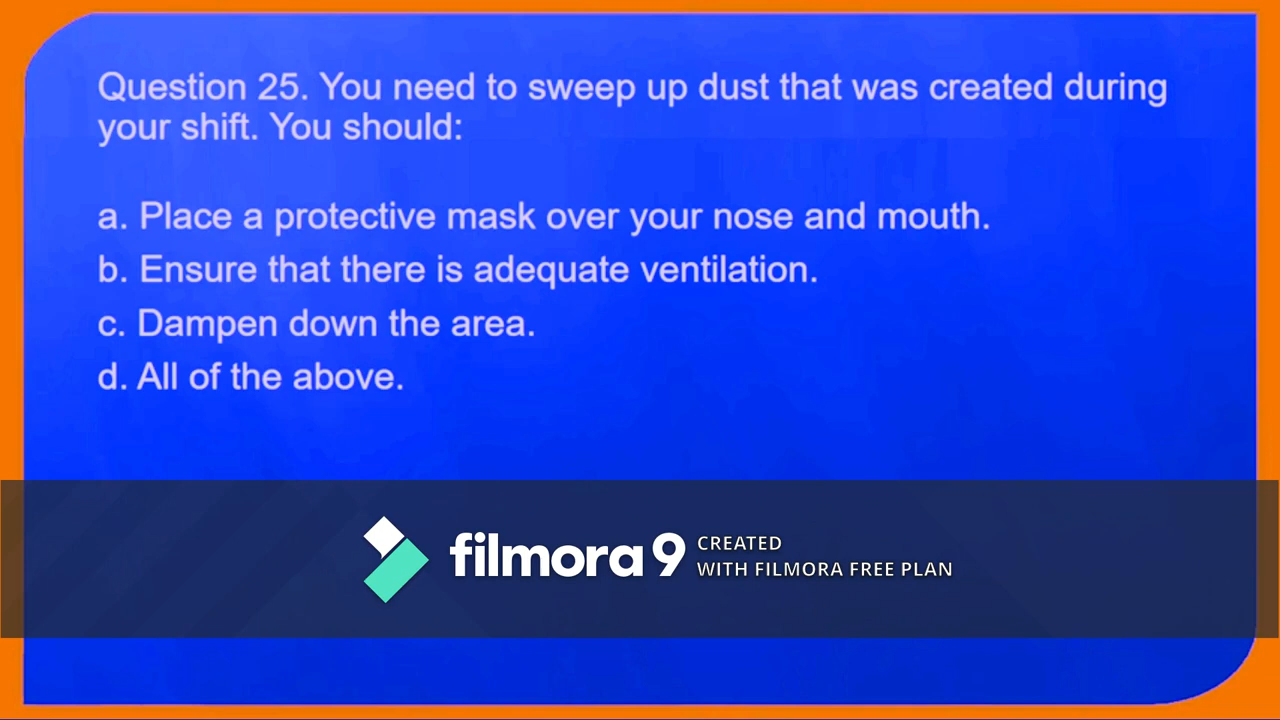 Question 25. You need to sweep up dust that was created during
your shift. You should:
a. Place a protective mask over your nose and mouth.
b. Ensure that there is adequate ventilation.
c. Dampen down the area.
d. All of the above.
filmora 9 CREATED
WITH FILMORA FREE PLAN